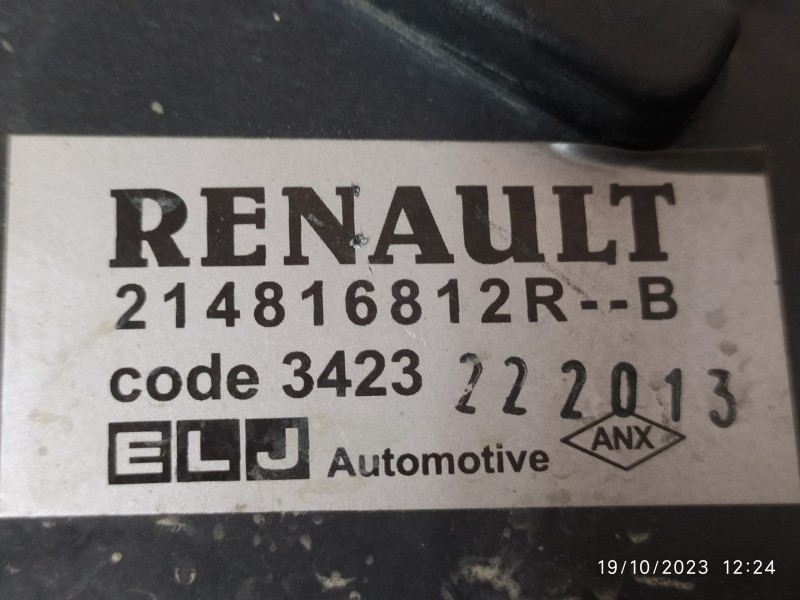 RENAULT
214816812R--B
code 3423 222013
ELJ Automotive ANX
19/10/2023 12:24